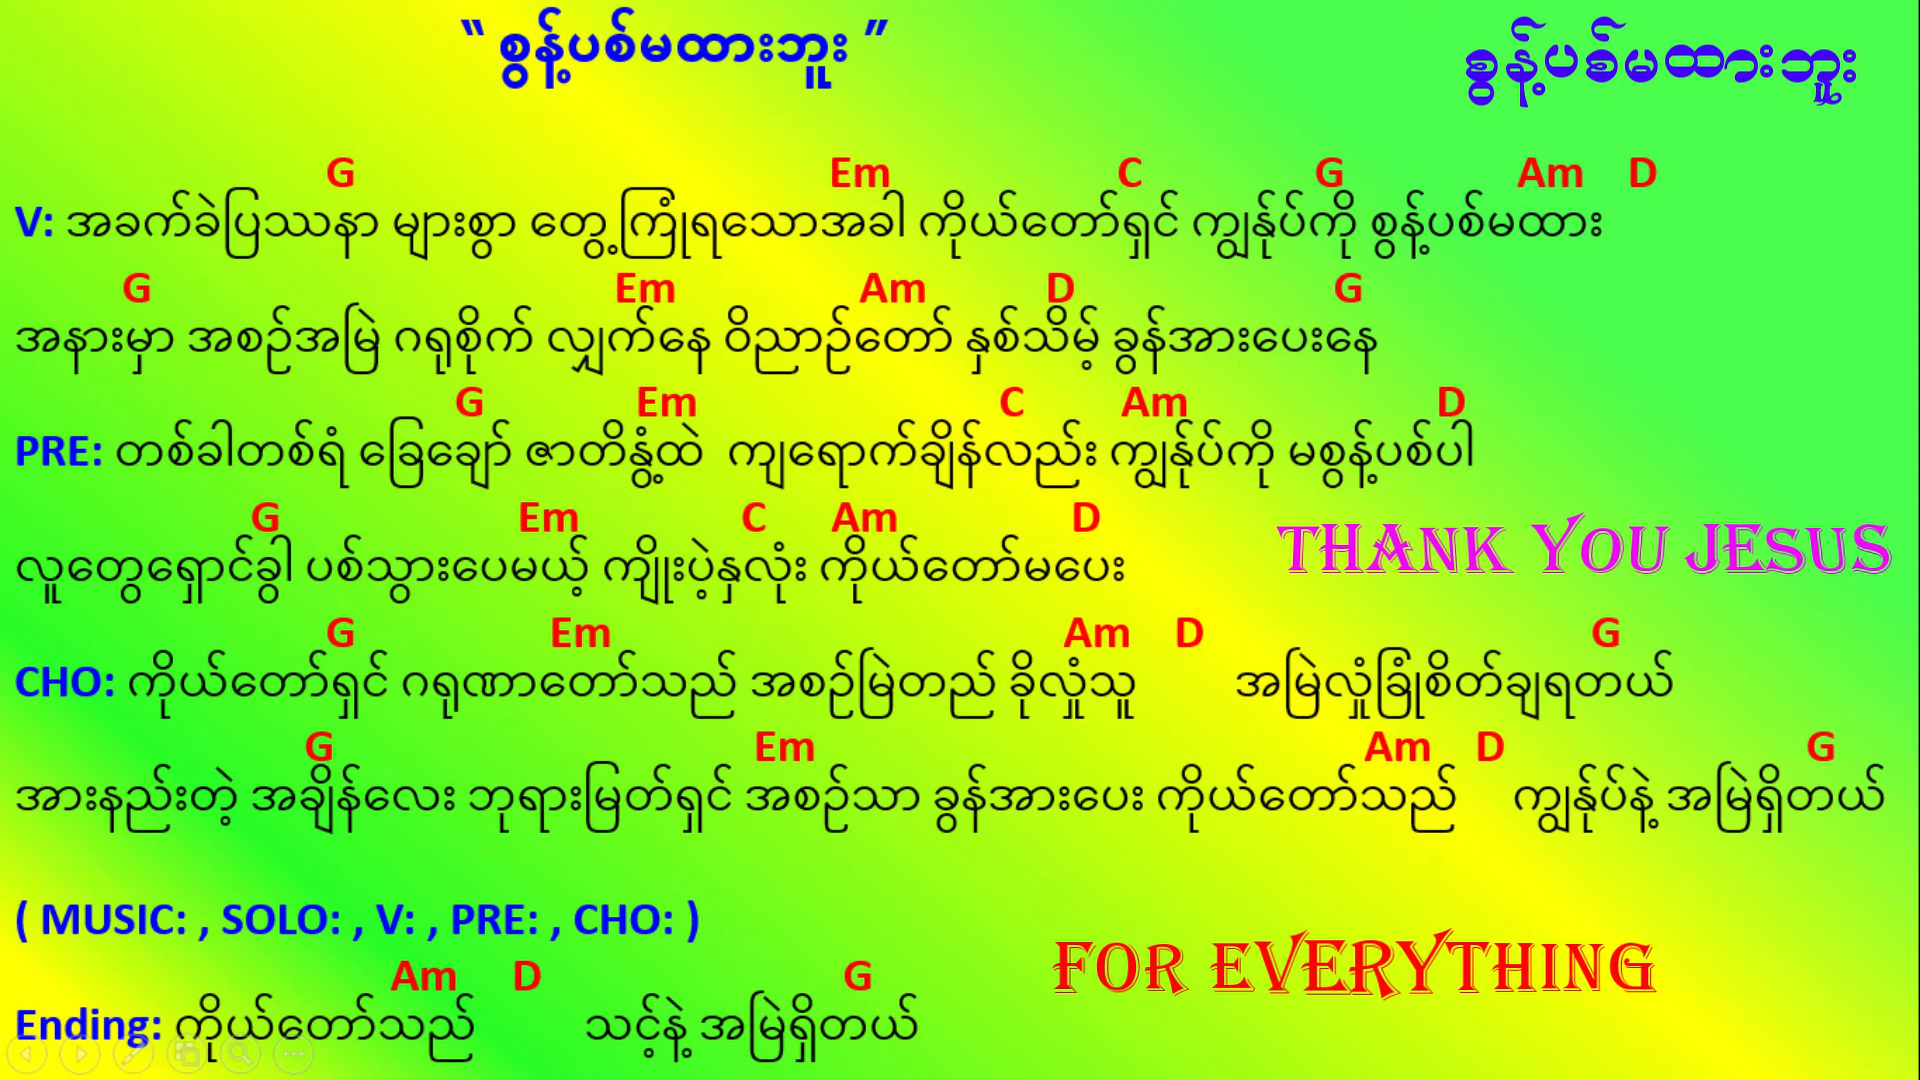 “ စွန့်ပစ်မထားဘူး ”
စွန့်ပစ်မထားဘူး
G Em C G Am D
V: အခက်ခဲပြဿနာ များစွာ တွေ့ကြုံရသောအခါ ကိုယ်တော်ရှင် ကျွန်ုပ်ကို စွန့်ပစ်မထား
G Em Am D G
အနားမှာ အစဉ်အမြဲ ဂရုစိုက် လျှက်နေ ဝိညာဉ်တော် နှစ်သိမ့် ခွန်အားပေးနေ
G Em C Am D
PRE: တစ်ခါတစ်ရံ ခြေချော် ဇာတိနွံ့ထဲ ကျရောက်ချိန်လည်း ကျွန်ုပ်ကို မစွန့်ပစ်ပါ
G Em C Am D
လူတွေရှောင်ခွါ ပစ်သွားပေမယ့် ကျိုးပဲ့နှလုံး ကိုယ်တော်မပေး
THANK YOU JESUS
G Em Am D G
CHO: ကိုယ်တော်ရှင် ဂရုဏာတော်သည် အစဉ်မြဲတည် ခိုလှုံသူ အမြဲလှုံခြုံစိတ်ချရတယ်
G Em Am D G
အားနည်းတဲ့ အချိန်လေး ဘုရားမြတ်ရှင် အစဉ်သာ ခွန်အားပေး ကိုယ်တော်သည် ကျွန်ုပ်နဲ့ အမြဲရှိတယ်
( MUSIC: , SOLO: , V: , PRE: , CHO: )
FOR EVERYTHING
Am D G
Ending: ကိုယ်တော်သည် သင့်နဲ့ အမြဲရှိတယ်